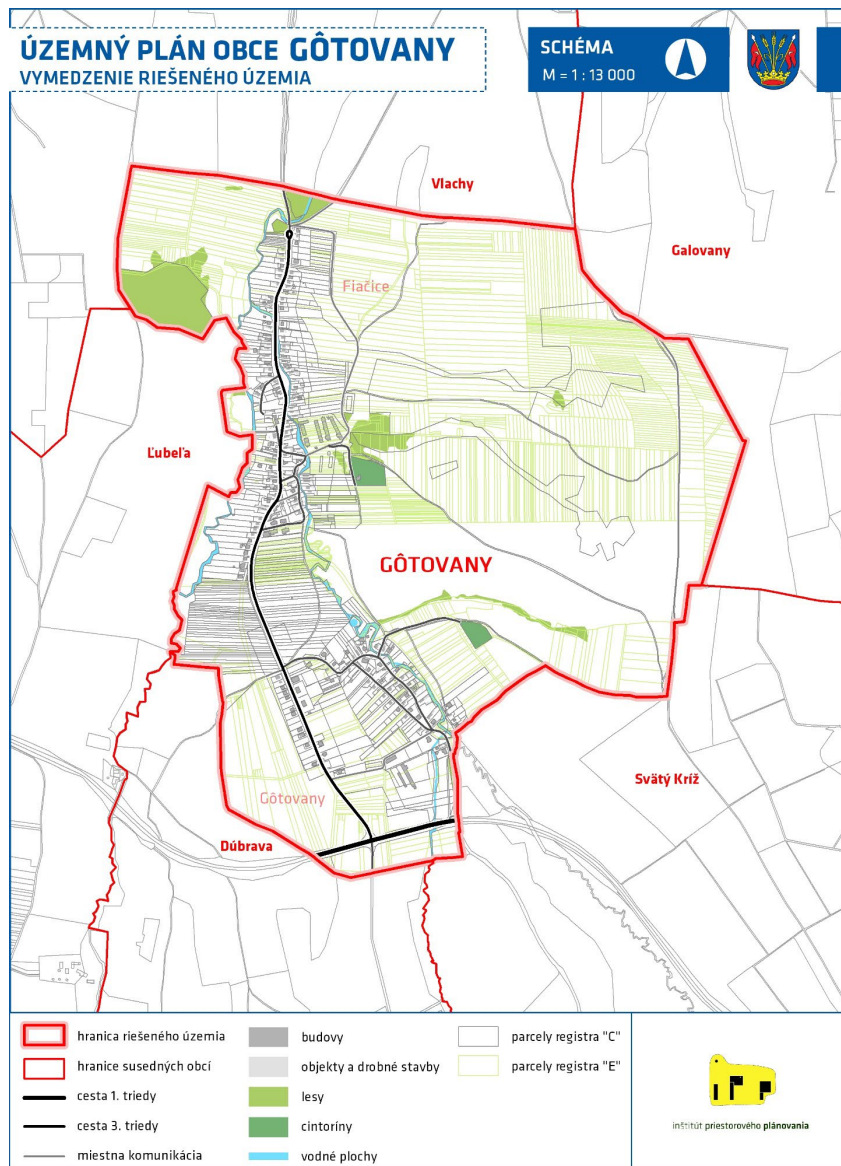 ÚZEMNÝ PLÁN OBCE GÔTOVANY
VYMEDZENIE RIEŠENÉHO ÚZEMIA
SCHÉMA
M = 1 : 13 000
Vlachy
Galovany
Fiačice
Ľubeľa
GÔTOVANY
Svätý Kríž
Gôtovany
Dúbrava
hranica riešeného územia
hranice susedných obcí
cesta 1. triedy
cesta 3. triedy
miestna komunikácia
budovy
objekty a drobné stavby
lesy
cintoríny
vodné plochy
parcely registra "C"
parcely registra "E"
inštitút priestorového plánovania